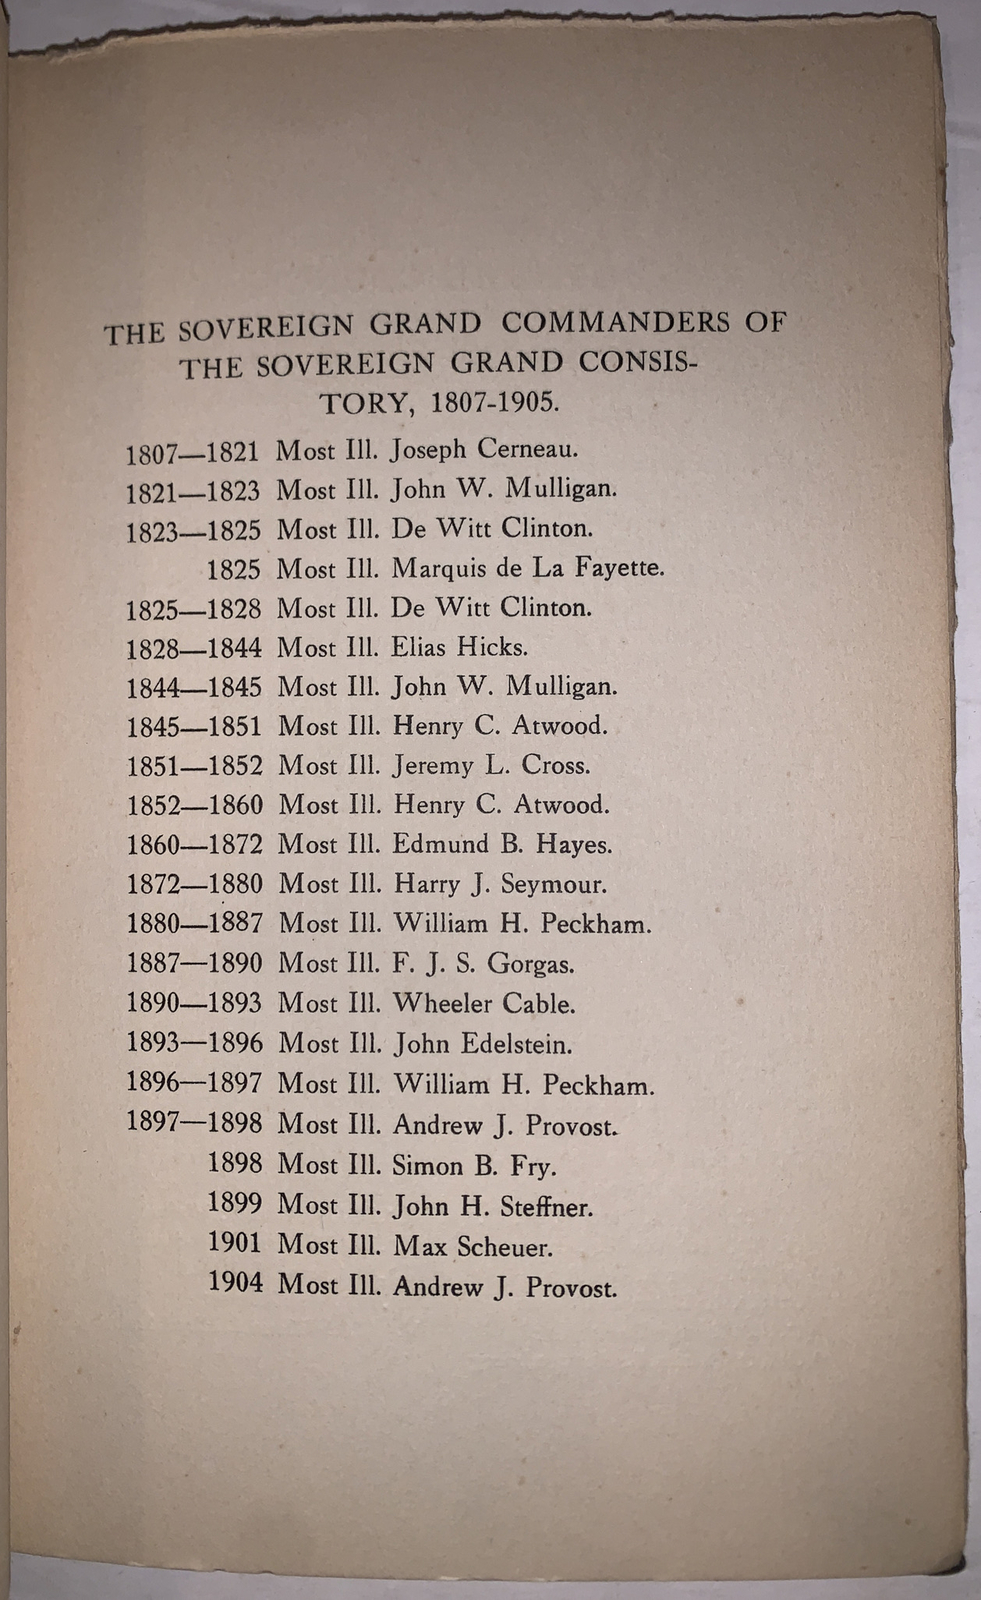 THE SOVEREIGN GRAND COMMANDERS OF
THE SOVEREIGN GRAND CONSIS-
TORY, 1807-1905.
1807—1821 Most Ill. Joseph Cerneau.
1821—1823 Most Ill. John W. Mulligan.
1823—1825 Most Ill. De Witt Clinton.
1825 Most Ill. Marquis de La Fayette.
1825—1828 Most Ill. De Witt Clinton.
1828—1844 Most Ill. Elias Hicks.
1844—1845 Most Ill. John W. Mulligan.
1845—1851 Most Ill. Henry C. Atwood.
1851—1852 Most Ill. Jeremy L. Cross.
1852—1860 Most Ill. Henry C. Atwood.
1860—1872 Most Ill. Edmund B. Hayes.
1872—1880 Most Ill. Harry J. Seymour.
1880—1887 Most Ill. William H. Peckham.
1887—1890 Most Ill. F. J. S. Gorgas.
1890—1893 Most Ill. Wheeler Cable.
1893—1896 Most Ill. John Edelstein.
1896—1897 Most Ill. William H. Peckham.
1897—1898 Most Ill. Andrew J. Provost.
1898 Most Ill. Simon B. Fry.
1899 Most Ill. John H. Steffner.
1901 Most Ill. Max Scheuer.
1904 Most Ill. Andrew J. Provost.